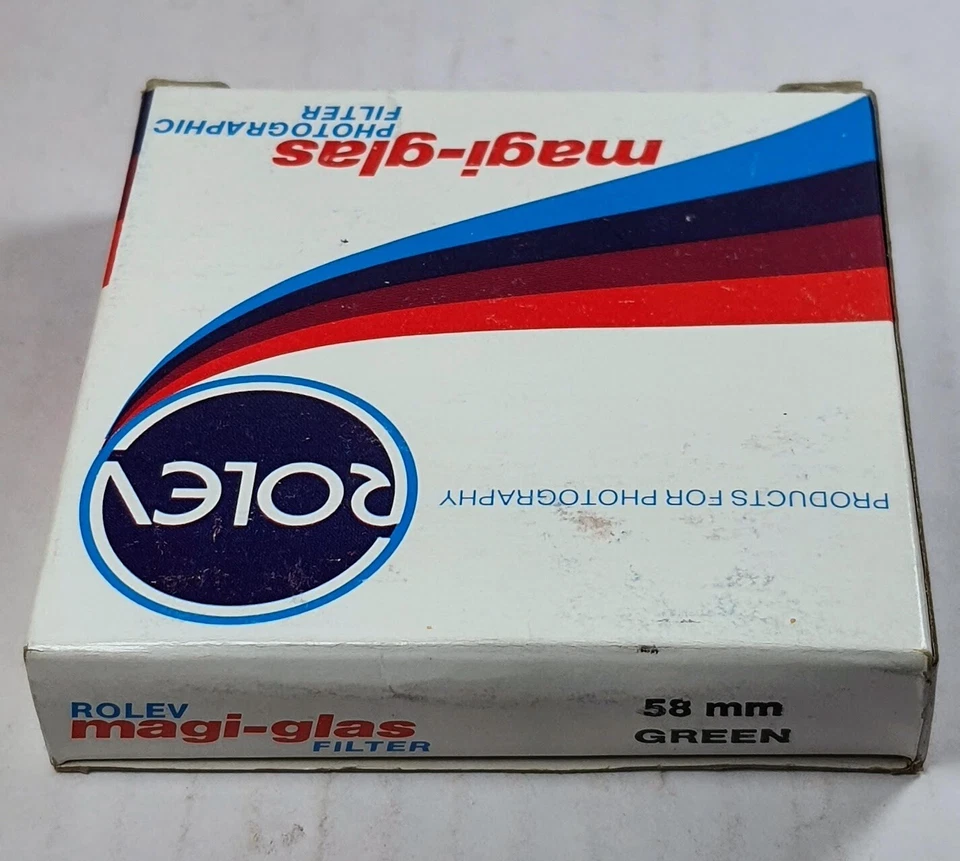 magi-glas
PHOTOGRAPHIC
FILTER
ROLEV
PRODUCTS FOR PHOTOGRAPHY
ROLEV
magi-glas
FILTER
58 mm
GREEN